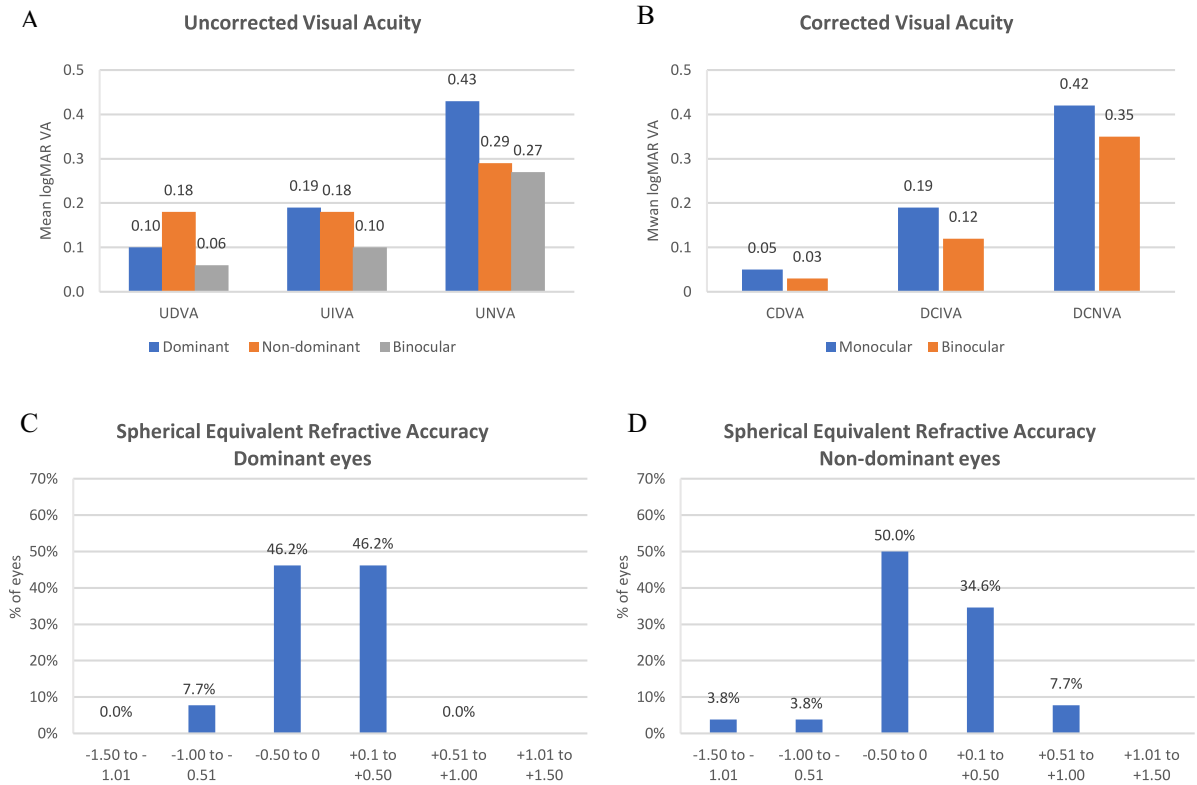 A
Uncorrected Visual Acuity
Mean logMAR VA
0.5
0.4
0.3
0.2
0.1
0.0
0.10
0.18
0.06
0.19
0.18
0.10
0.43
0.29
0.27
UDVA
UIVA
UNVA
Dominant
Non-dominant
Binocular
B
Corrected Visual Acuity
Mwan logMAR VA
0.5
0.4
0.3
0.2
0.1
0
0.05
0.03
0.19
0.12
0.42
0.35
CDVA
DCIVA
DCNVA
Monocular
Binocular
C
Spherical Equivalent Refractive Accuracy
Dominant eyes
% of eyes
70%
60%
50%
40%
30%
20%
10%
0%
0.0%
7.7%
46.2%
46.2%
0.0%
-1.50 to -
1.01
-1.00 to -
0.51
-0.50 to 0
+0.1 to
+0.50
+0.51 to
+1.00
+1.01 to
+1.50
D
Spherical Equivalent Refractive Accuracy
Non-dominant eyes
% of eyes
70%
60%
50%
40%
30%
20%
10%
0%
3.8%
3.8%
50.0%
34.6%
7.7%
-1.50 to -
1.01
-1.00 to -
0.51
-0.50 to 0
+0.1 to
+0.50
+0.51 to
+1.00
+1.01 to
+1.50